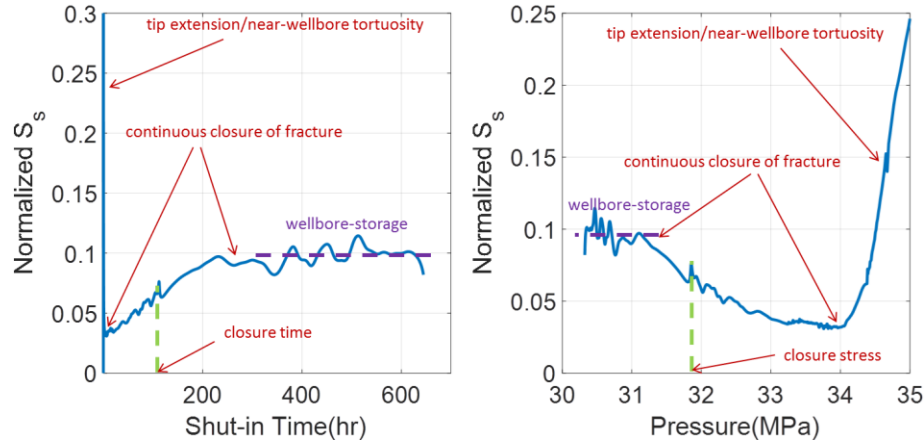 tip extension/near-wellbore tortuosity
continuous closure of fracture
wellbore-storage
closure time
0.3
0.25
0.2
0.15
0.1
0.05
0
200
400
600
Normalized Ss
Shut-in Time(hr)
tip extension/near-wellbore tortuosity
continuous closure of fracture
wellbore-storage
closure stress
0.25
0.2
0.15
0.1
0.05
0
30
31
32
33
34
35
Normalized Ss
Pressure(MPa)